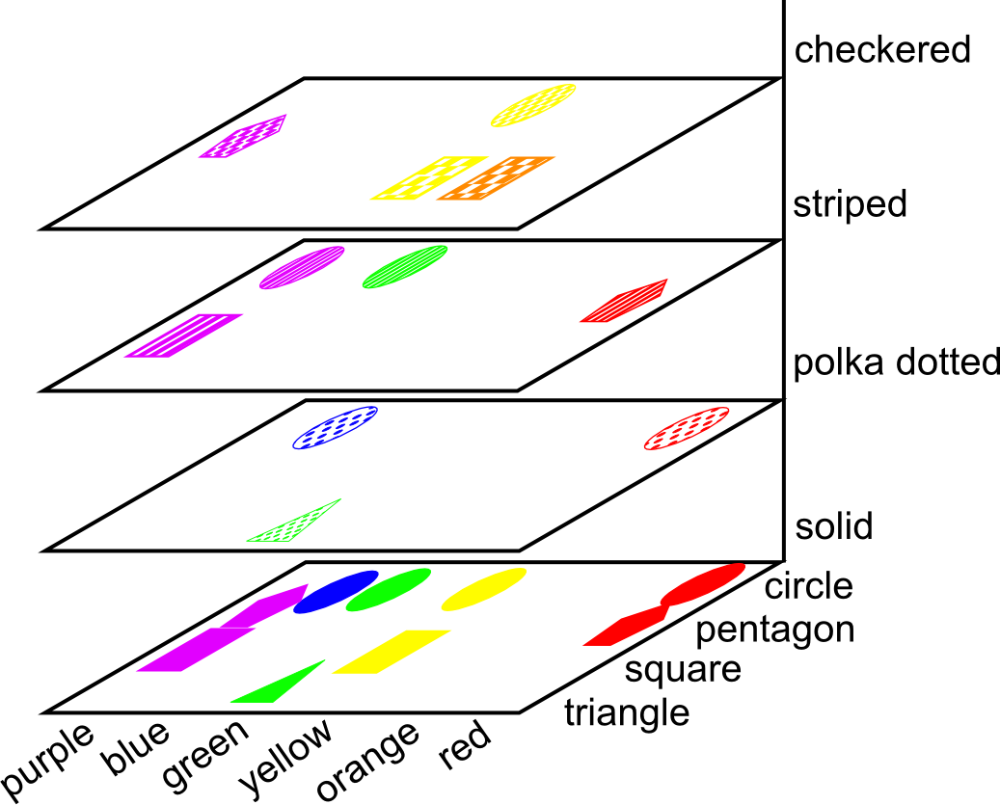 checkered
striped
polka dotted
solid
circle
pentagon
square
triangle
purple
blue
green
yellow
orange
red